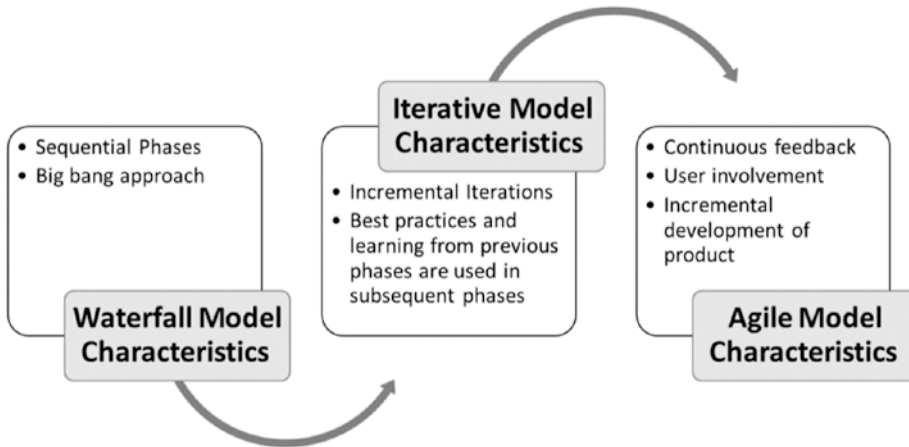 • Sequential Phases
• Big bang approach
Waterfall Model
Characteristics
Iterative Model
Characteristics
• Incremental Iterations
• Best practices and
learning from previous
phases are used in
subsequent phases
• Continuous feedback
• User involvement
• Incremental
development of
product
Agile Model
Characteristics